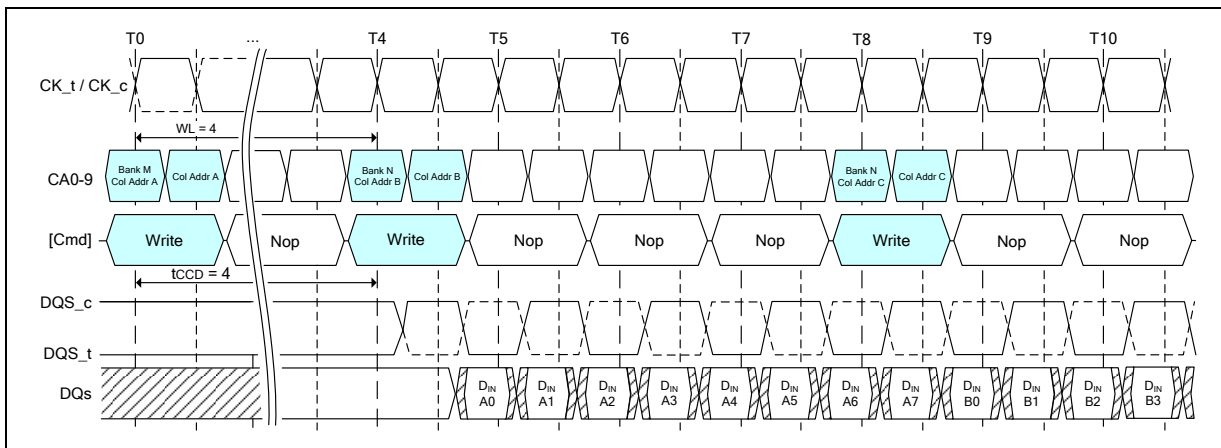 T0 ... T4 T5 T6 T7 T8 T9 T10
CK_t / CK_c
WL = 4
CA0-9
Bank M
Col Addr A
Col Addr A
Bank N
Col Addr B
Col Addr B
Bank N
Col Addr C
Col Addr C
[Cmd] Write Nop Write Nop Nop Nop Write Nop Nop
tCCD = 4
DQS_c
DQS_t
DQs
DIN DIN DIN DIN DIN DIN DIN DIN DIN DIN DIN DIN
A0 A1 A2 A3 A4 A5 A6 A7 B0 B1 B2 B3